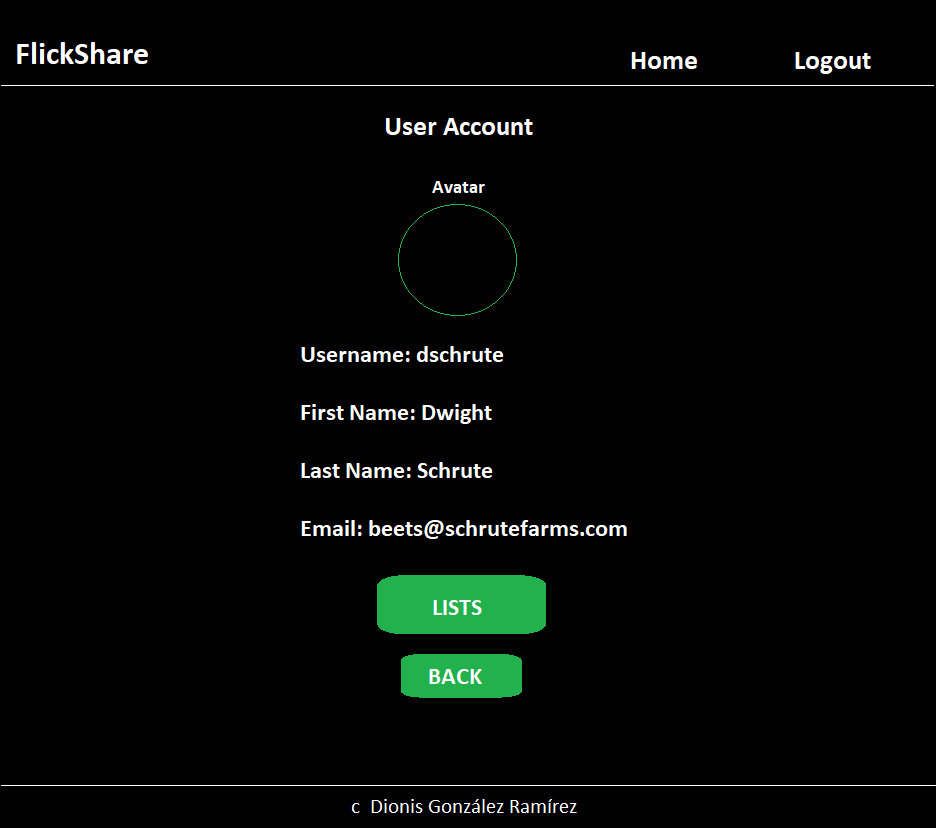 FlickShare
Home Logout
User Account
Avatar
Username: dschrute
First Name: Dwight
Last Name: Schrute
Email: beets@schrutefarms.com
LISTS
BACK
c Dionis González Ramírez